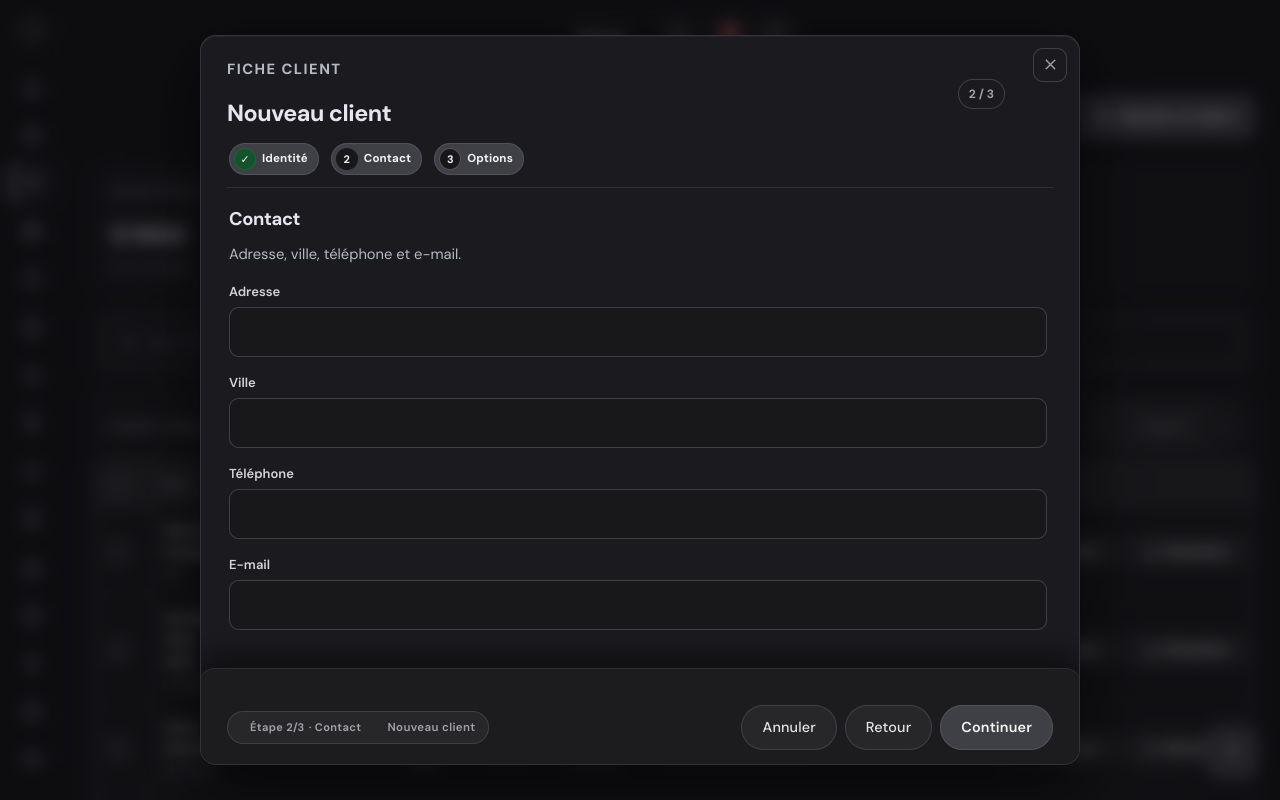 FICHE CLIENT
2 / 3
Nouveau client
✓ Identité 2 Contact 3 Options
Contact
Adresse, ville, téléphone et e-mail.
Adresse
Ville
Téléphone
E-mail
Étape 2/3 · Contact Nouveau client
Annuler Retour Continuer